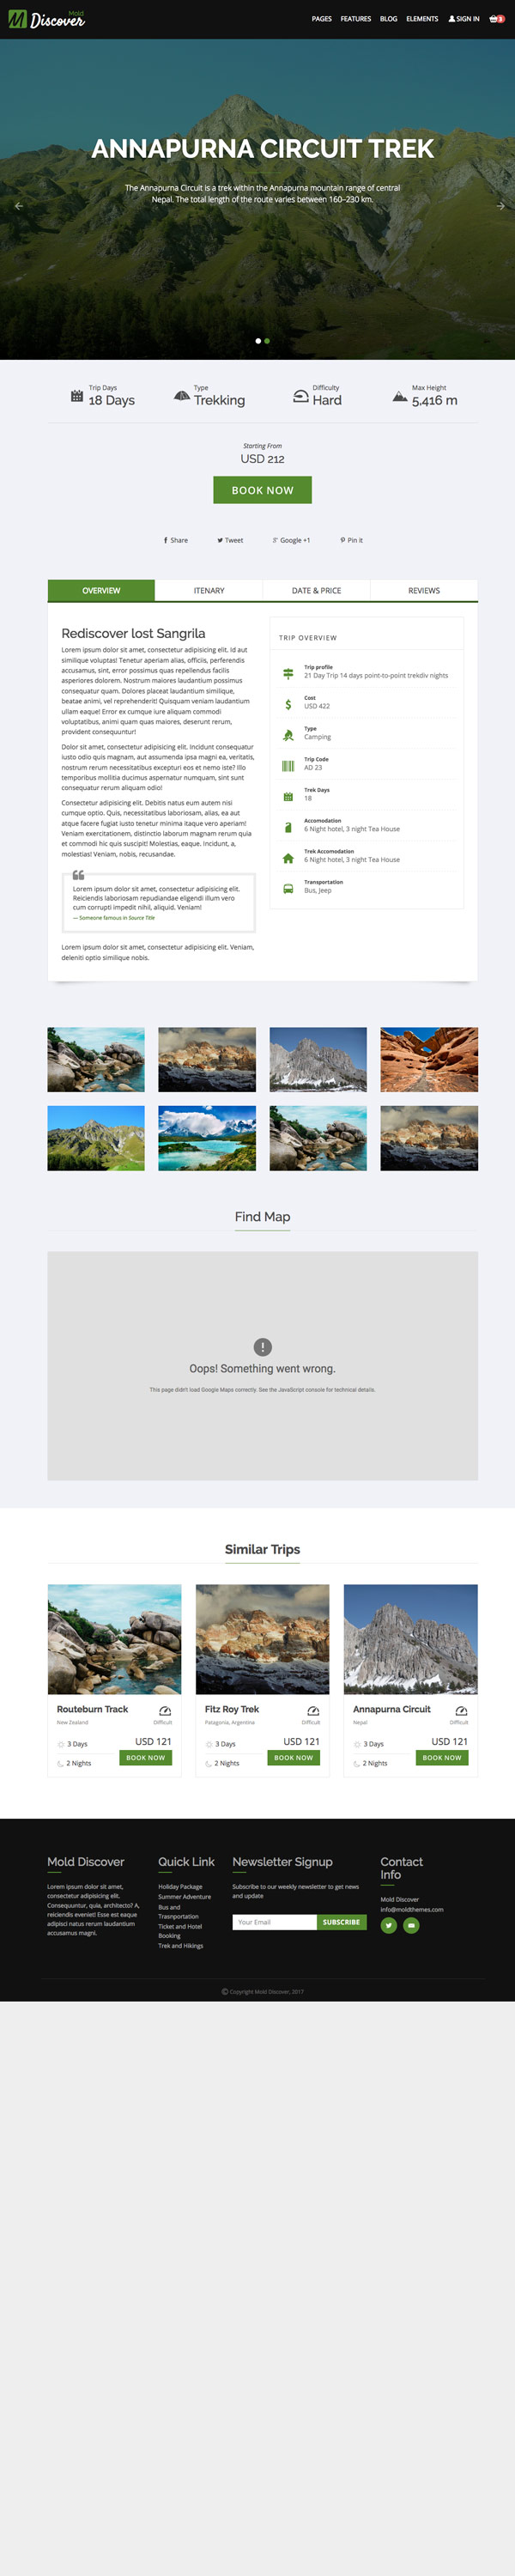 M Mold Discover
PAGES FEATURES BLOG ELEMENTS SIGN IN 3
ANNAPURNA CIRCUIT TREK
The Annapurna Circuit is a trek within the Annapurna mountain range of central
Nepal. The total length of the route varies between 160–230 km.
Trip Days
18 Days
Type
Trekking
Difficulty
Hard
Max Height
5,416 m
Starting From
USD 212
BOOK NOW
Share Tweet Google +1 Pin it
OVERVIEW ITENARY DATE & PRICE REVIEWS
Rediscover lost Sangrila
Lorem ipsum dolor sit amet, consectetur adipisicing elit. Id aut
similique voluptas! Tenetur aperiam alias, officiis, perferendis
accusamus, sint, error possimus quas repellendus facilis
asperiores dolorem. Nostrum maiores laudantium possimus
consequatur quam. Dolores placeat laudantium similique,
beatae animi, vel reprehenderit! Quisquam veniam laudantium
ullam eaque! Error ex cumque iure aliquam commodi
voluptatibus, animi quam quas maiores, deserunt rerum,
provident consequuntur!
Dolor sit amet, consectetur adipisicing elit. Incidunt consequatur
iusto odio quis magnam, aut assumenda ipsa magni ea, veritatis,
nostrum rerum necessitatibus excepturi eos et nemo iste? Illo
temporibus mollitia ducimus aspernatur numquam, sint sunt
consequatur rerum aliquam odio!
Consectetur adipisicing elit. Debitis natus eum autem nisi
cumque optio. Quis, necessitatibus laboriosam, alias, ea aut
atque facere fugiat iusto tenetur minima itaque vero aperiam!
Veniam exercitationem, distinctio laborum magnam rerum quia
et commodi hic quis suscipit! Molestias, eaque. Incidunt, a,
molestias! Veniam, nobis, recusandae.
Lorem ipsum dolor sit amet, consectetur adipisicing elit.
Reiciendis laboriosam repudiandae eligendi illum vero
cum corrupti impedit nihil, aliquid. Veniam!
— Someone famous in Source Title
Lorem ipsum dolor sit amet, consectetur adipisicing elit. Veniam,
deleniti optio similique nobis.
TRIP OVERVIEW
Trip profile
21 Day Trip 14 days point-to-point trekdiv nights
Cost
USD 422
Type
Camping
Trip Code
AD 23
Trek Days
18
Accomodation
6 Night hotel, 3 night Tea House
Trek Accomodation
6 Night hotel, 3 night Tea House
Transportation
Bus, Jeep
Find Map
Oops! Something went wrong.
This page didn't load Google Maps correctly. See the JavaScript console for technical details.
Similar Trips
Routeburn Track
New Zealand
Difficult
3 Days
USD 121
2 Nights
BOOK NOW
Fitz Roy Trek
Patagonia, Argentina
Difficult
3 Days
USD 121
2 Nights
BOOK NOW
Annapurna Circuit
Nepal
Difficult
3 Days
USD 121
2 Nights
BOOK NOW
Mold Discover
Lorem ipsum dolor sit amet,
consectetur adipisicing elit.
Consequuntur, quia, architecto? A,
reiciendis eveniet! Esse est eaque
adipisci natus rerum laudantium
accusamus magni.
Quick Link
Holiday Package
Summer Adventure
Bus and
Trasnportation
Ticket and Hotel
Booking
Trek and Hikings
Newsletter Signup
Subscribe to our weekly newsletter to get news
and update
Your Email
SUBSCRIBE
Contact
Info
Mold Discover
info@moldthemes.com
© Copyright Mold Discover, 2017